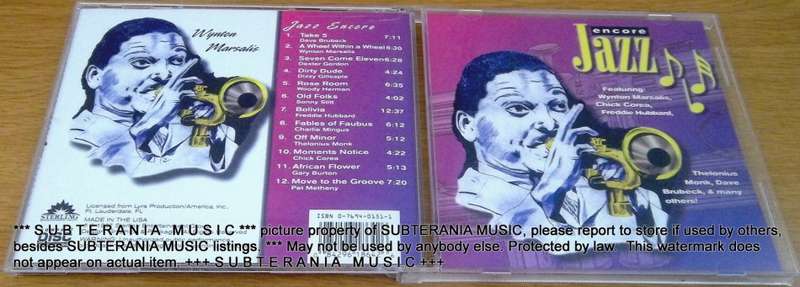 Wynton
Marsalis
Jazz Encore
1. Take 5 7:11
Dave Brubeck
2. A Wheel Within a Wheel 6:30
Wynton Marsalis
3. Seven Come Eleven 6:28
Dexter Gordon
4. Dirty Dude 4:24
Dizzy Gillespie
5. Rose Room 6:35
Woody Herman
6. Old Folks 4:02
Sonny Stitt
7. Bolivia 12:37
Freddie Hubbard
8. Fables of Faubus 6:13
Charlie Mingus
9. Off Minor 5:12
Thelonious Monk
10. Moments Notice 4:22
Chick Corea
11. African Flower 5:13
Gary Burton
12. Move to the Groove 7:20
Pat Metheny
STERLING
Licensed from Lyra Production/America, Inc.
Ft. Lauderdale, FL
MADE IN THE USA
ISBN 0-7694-0151-1
encore
Jazz
Featuring
Wynton Marsalis,
Chick Corea,
Freddie Hubbard,
Thelonious
Monk, Dave
Brubeck, & many
others!
*** S U B T E R A N I A   M U S I C *** picture property of SUBTERANIA MUSIC, please report to store if used by others,
besides SUBTERANIA MUSIC listings. *** May not be used by anybody else. Protected by law  This watermark does
not appear on actual item. +++ S U B T E R A N I A  M U S I C +++